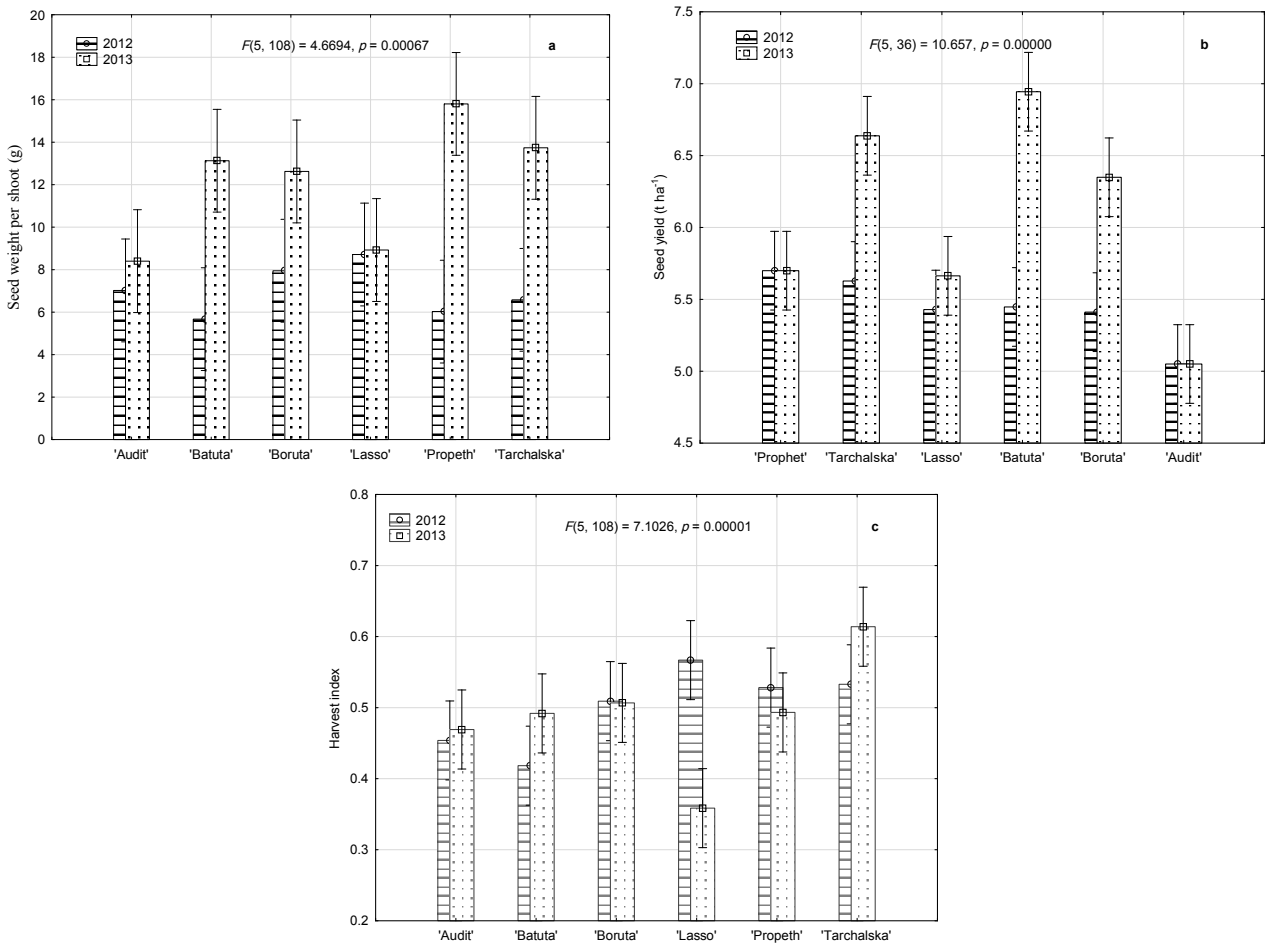 20
18
16
14
12
10
8
6
4
2
0
Seed weight per shoot (g)
2012
2013
F(5, 108) = 4.6694, p = 0.00067
a
'Audit' 'Batuta' 'Boruta' 'Lasso' 'Propeth' 'Tarchalska'
7.5
7.0
6.5
6.0
5.5
5.0
4.5
Seed yield (t ha⁻¹)
2012
2013
F(5, 36) = 10.657, p = 0.00000
b
'Prophet' 'Tarchalska' 'Lasso' 'Batuta' 'Boruta' 'Audit'
0.8
0.7
0.6
0.5
0.4
0.3
0.2
Harvest index
2012
2013
F(5, 108) = 7.1026, p = 0.00001
c
'Audit' 'Batuta' 'Boruta' 'Lasso' 'Propeth' 'Tarchalska'